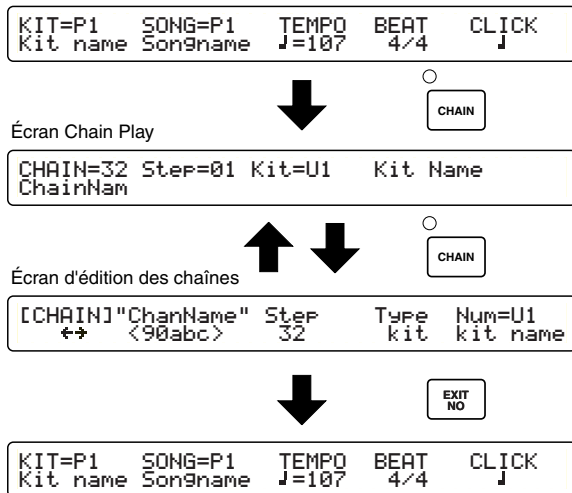 KIT=P1 SONG=P1 TEMPO BEAT CLICK
Kit name Songname ♩=107 4/4 ♩
CHAIN
Écran Chain Play
CHAIN=32 Step=01 Kit=U1 Kit Name
ChainNam
CHAIN
Écran d'édition des chaînes
[CHAIN]"ChanName" Step Type Num=U1
↔ <90abc> 32 kit kit name
EXIT
NO
KIT=P1 SONG=P1 TEMPO BEAT CLICK
Kit name Songname ♩=107 4/4 ♩